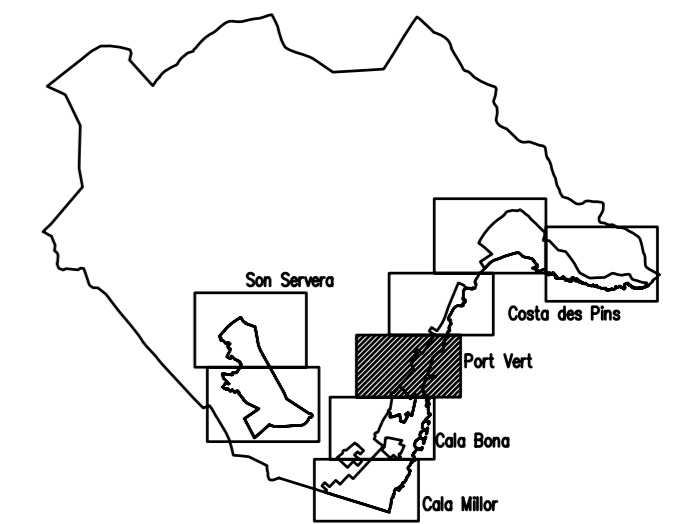 Son Servera
Costa des Pins
Port Vert
Cala Bona
Cala Millor